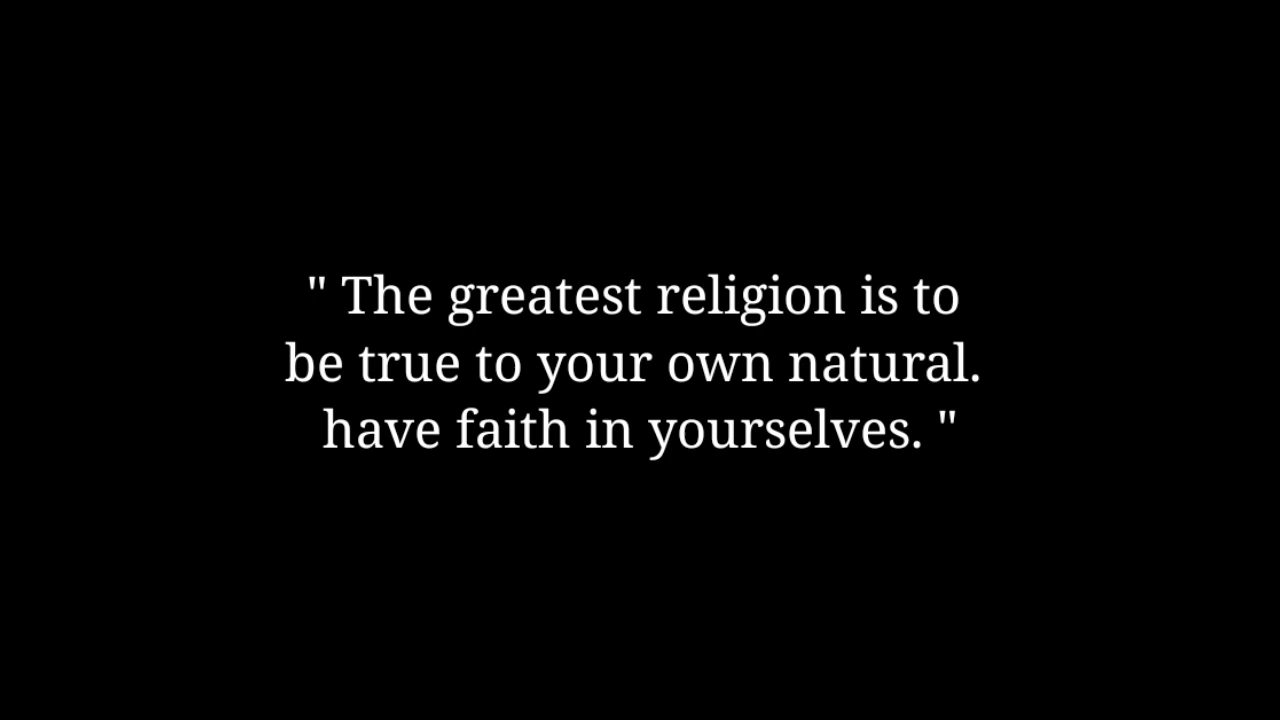 " The greatest religion is to
be true to your own natural.
have faith in yourselves. "